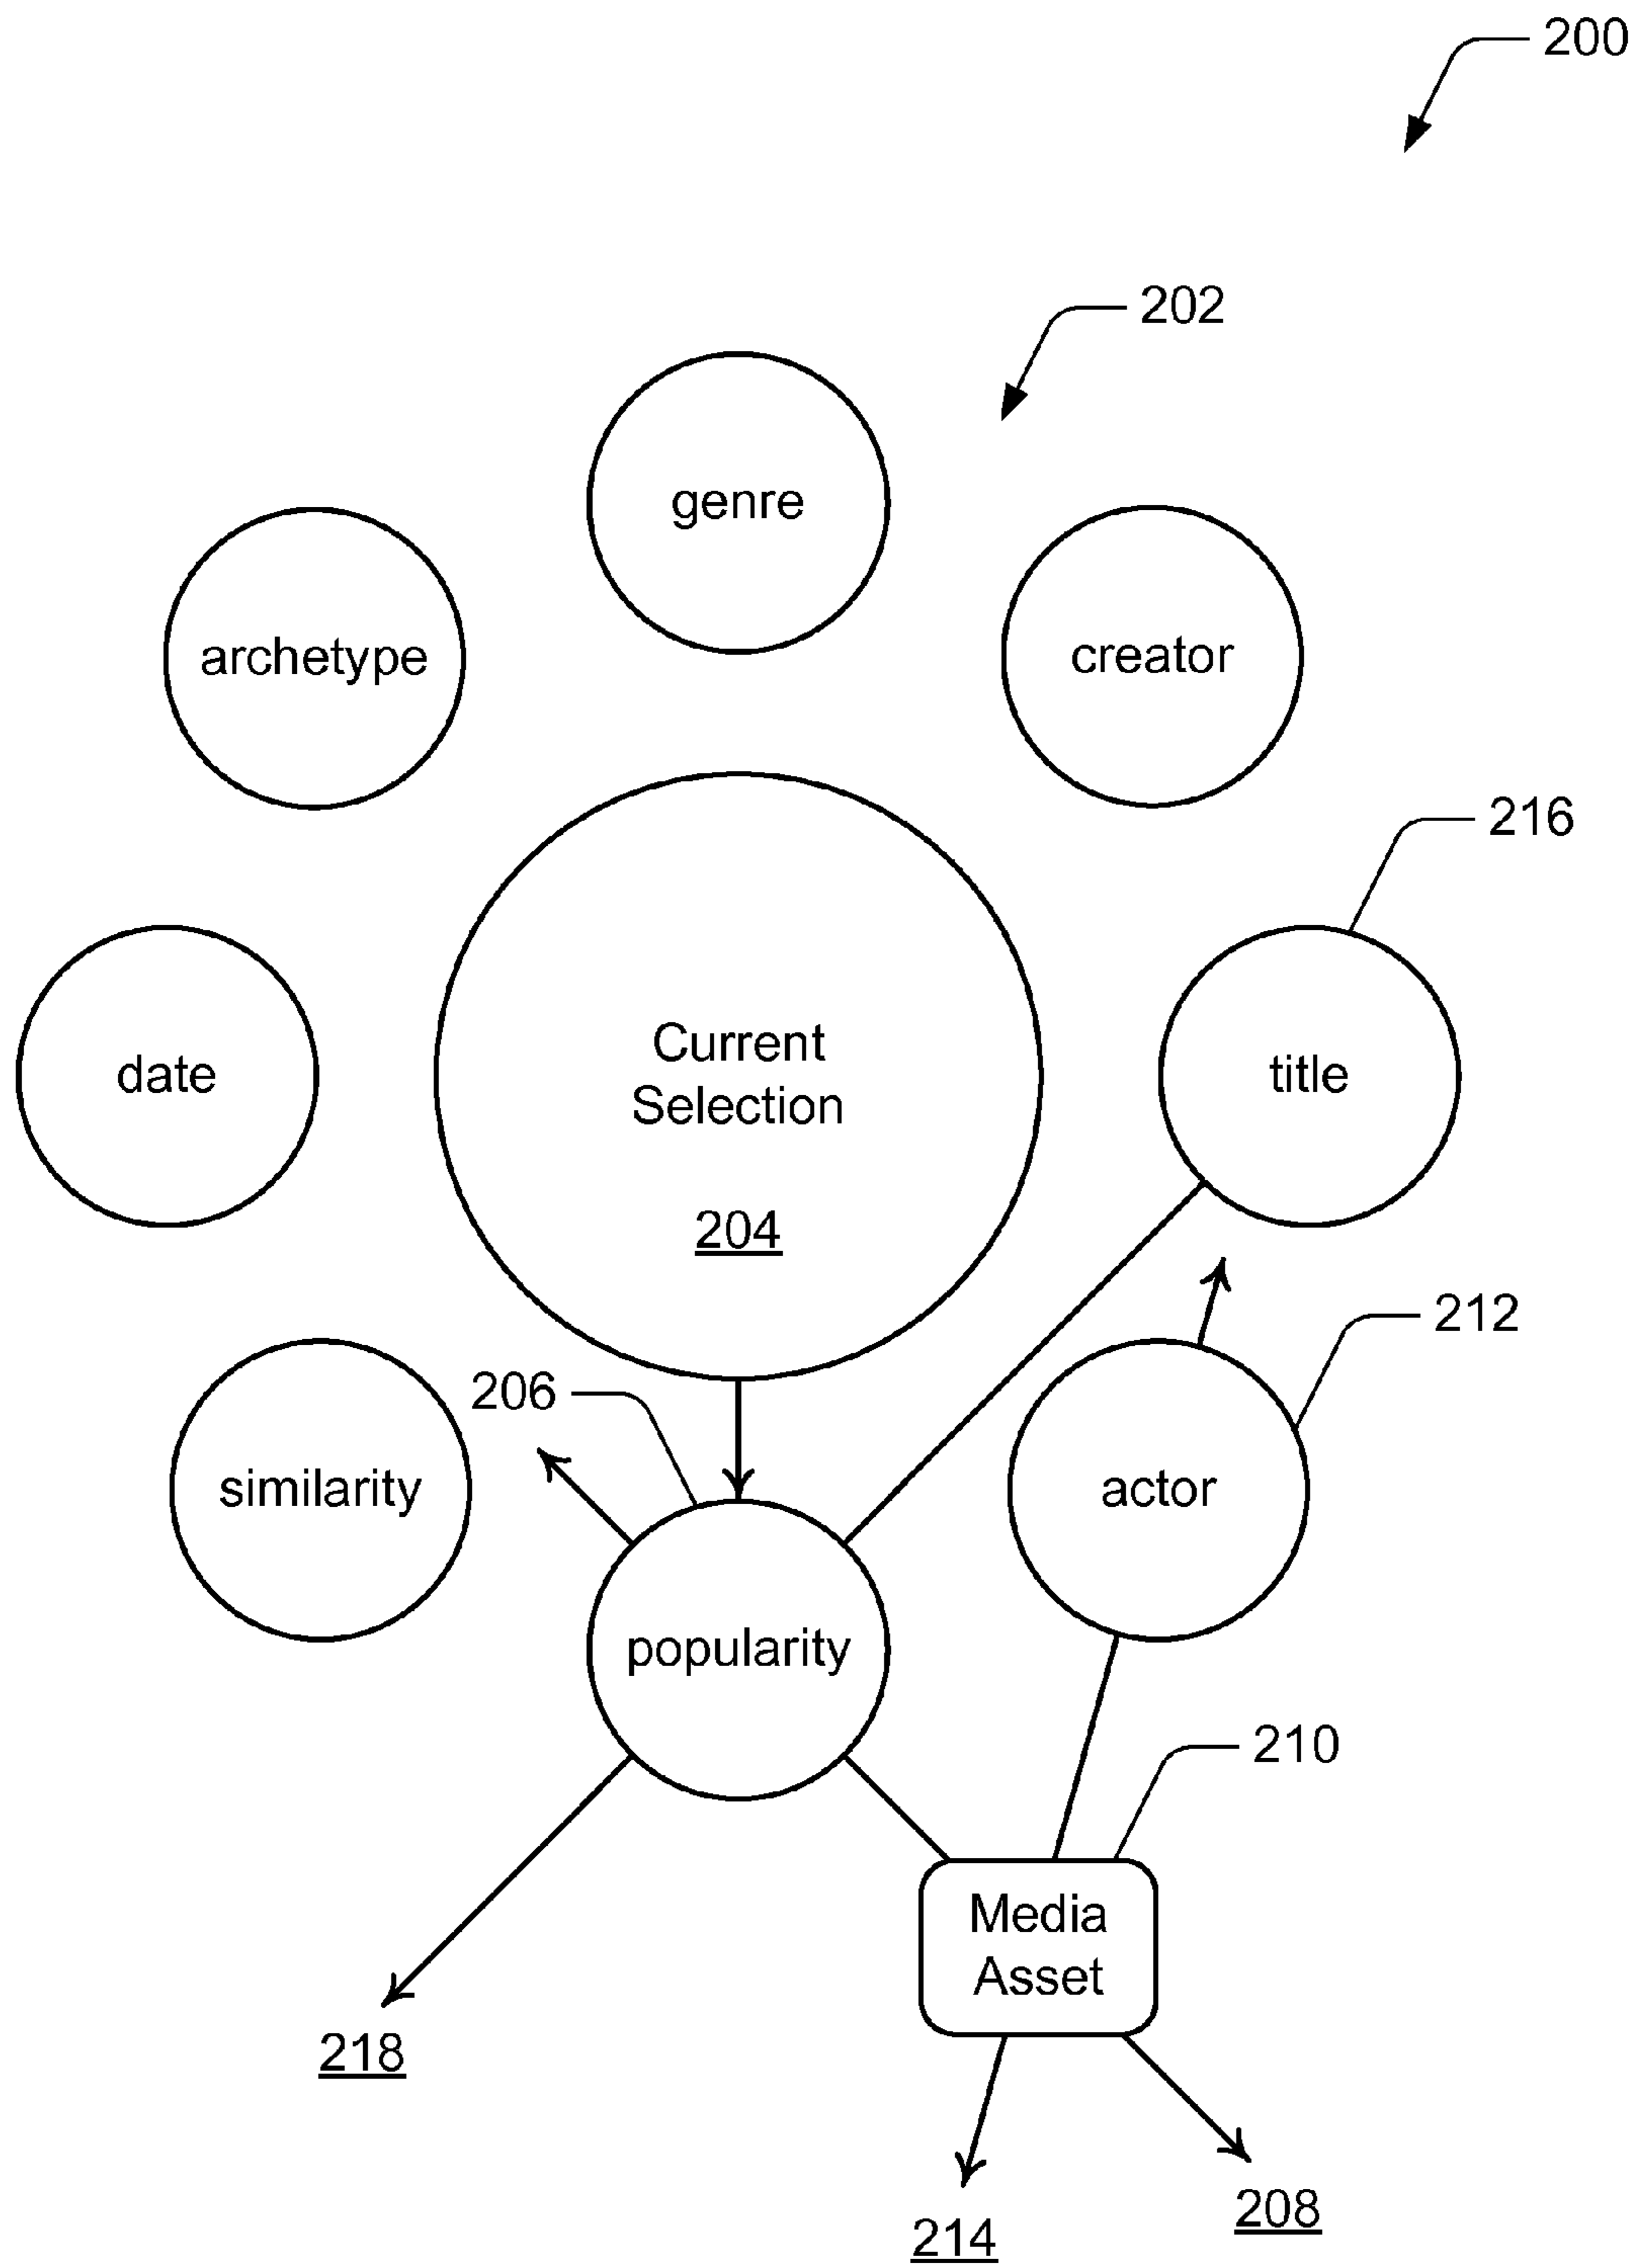 200
202
genre
archetype
creator
216
Current
Selection
204
date
title
212
206
similarity
actor
popularity
210
Media
Asset
218
214
208